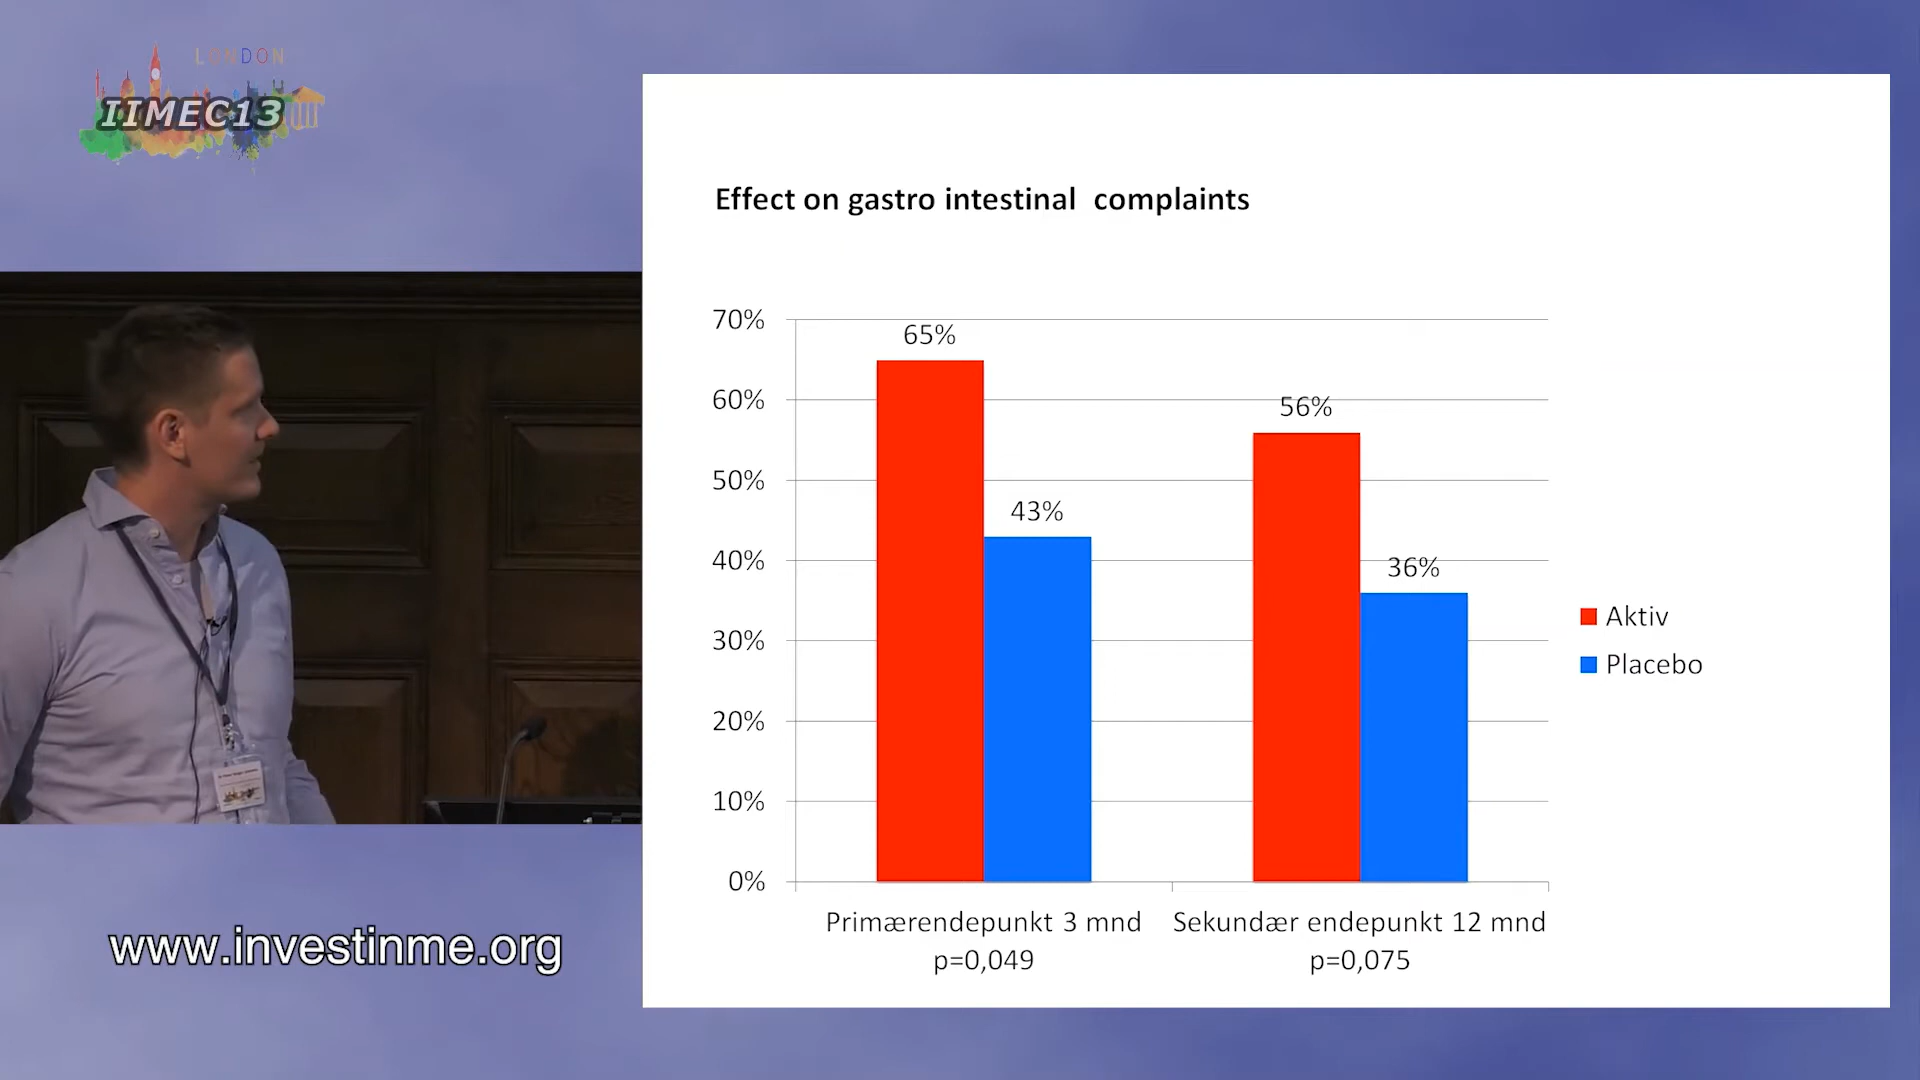 LONDON
IIMEC13
Effect on gastro intestinal complaints
70%
60%
50%
40%
30%
20%
10%
0%
65%
43%
56%
36%
Aktiv
Placebo
Primærendepunkt 3 mnd
p=0,049
Sekundær endepunkt 12 mnd
p=0,075
www.investinme.org